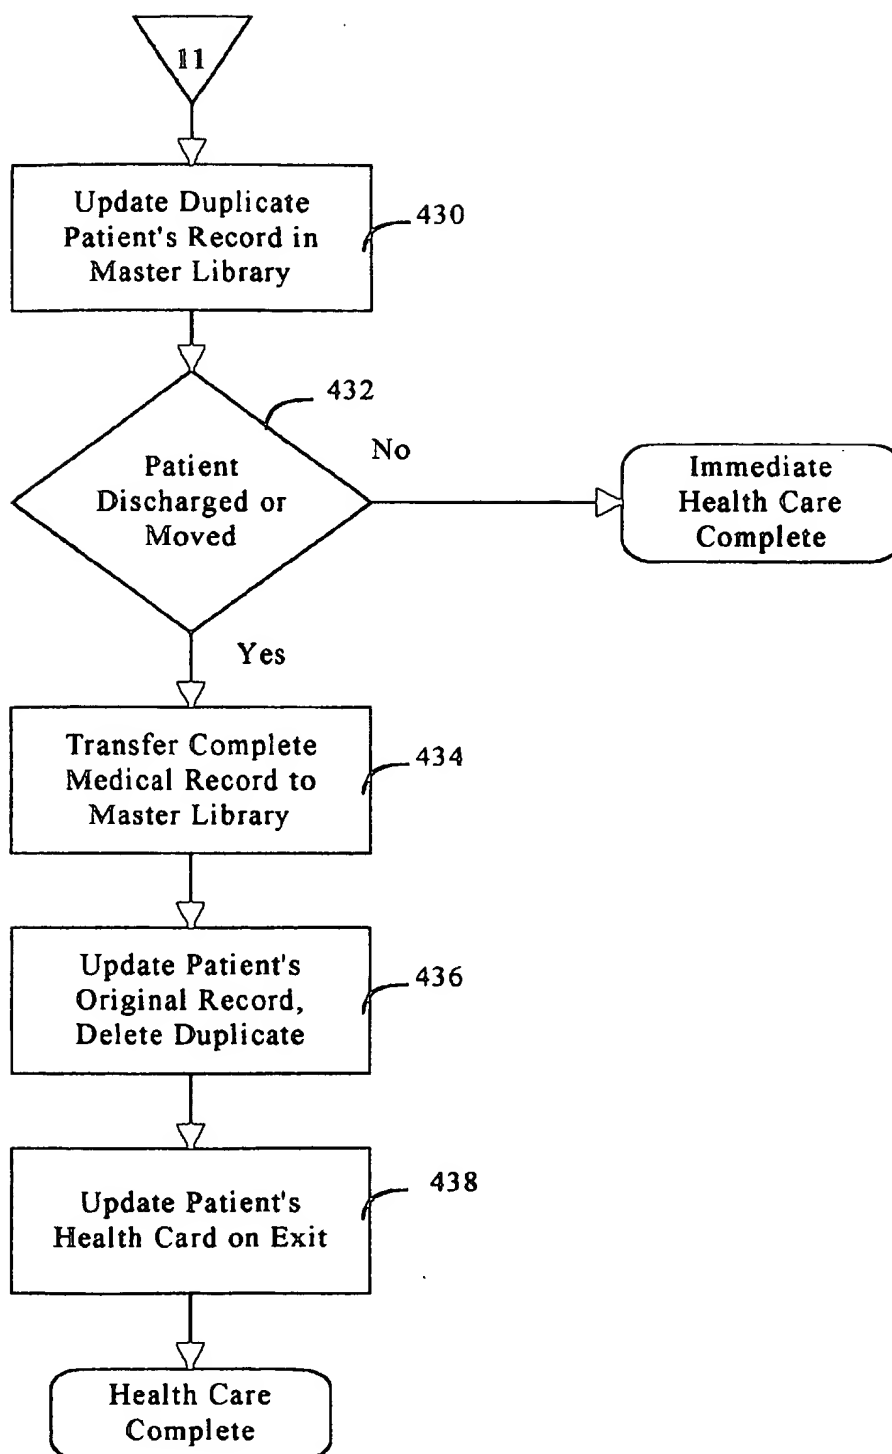 11
Update Duplicate
Patient's Record in
Master Library
430
432
Patient
Discharged or
Moved
No
Immediate
Health Care
Complete
Yes
Transfer Complete
Medical Record to
Master Library
434
Update Patient's
Original Record,
Delete Duplicate
436
Update Patient's
Health Card on Exit
438
Health Care
Complete